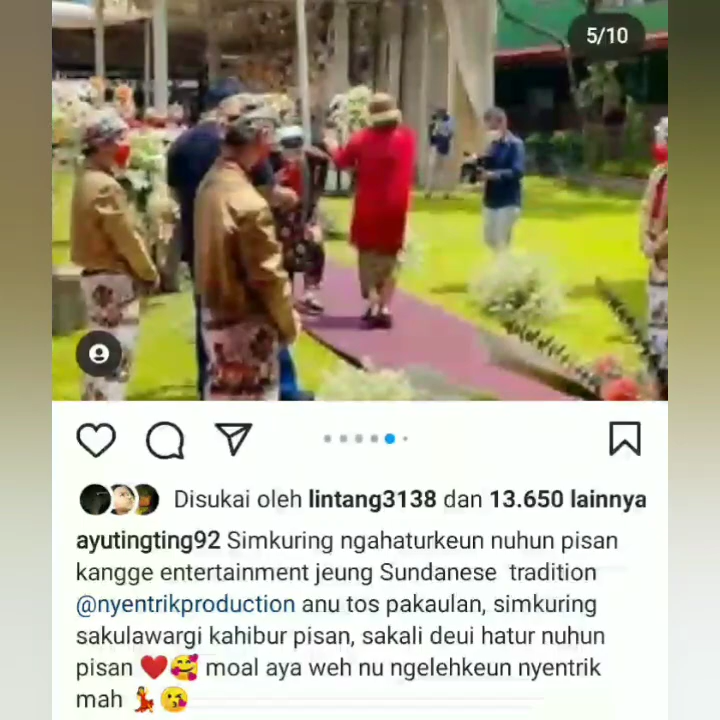 5/10
Disukai oleh lintang3138 dan 13.650 lainnya
ayutingting92 Simkuring ngahaturkeun nuhun pisan
kangge entertainment jeung Sundanese tradition
@nyentrikproduction anu tos pakaulan, simkuring
sakulawargi kahibur pisan, sakali deui hatur nuhun
pisan ❤️🥰 moal aya weh nu ngelehkeun nyentrik
mah 💃😘